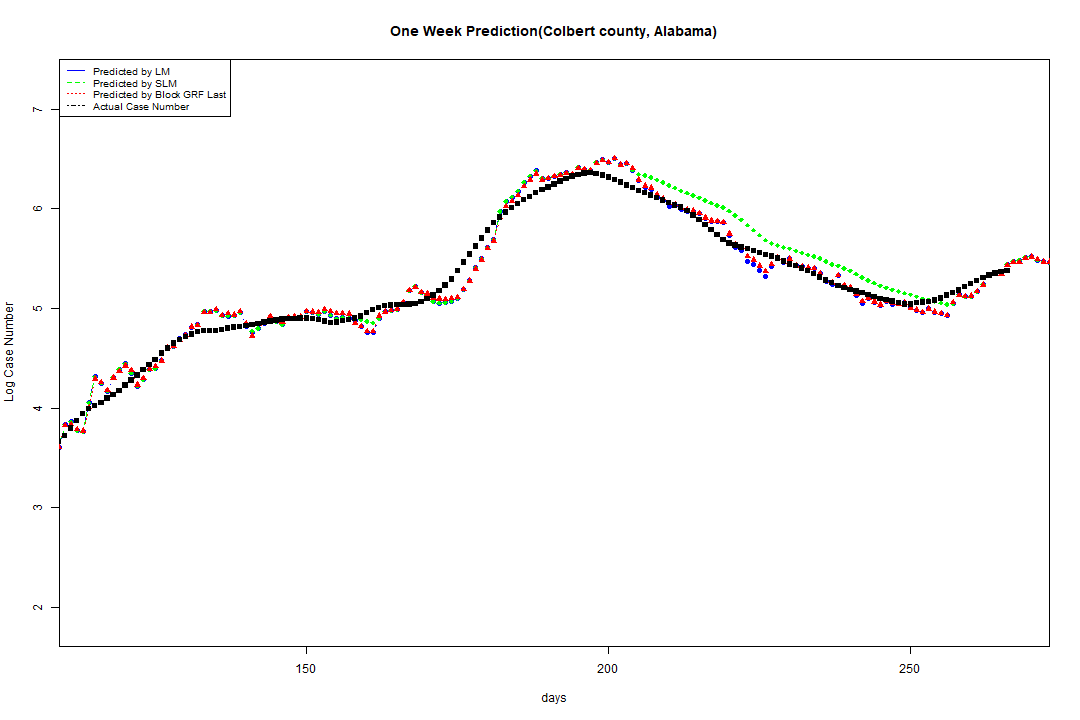 One Week Prediction(Colbert county, Alabama)
Predicted by LM
Predicted by SLM
Predicted by Block GRF Last
Actual Case Number
7
6
5
4
3
2
Log Case Number
150
200
250
days